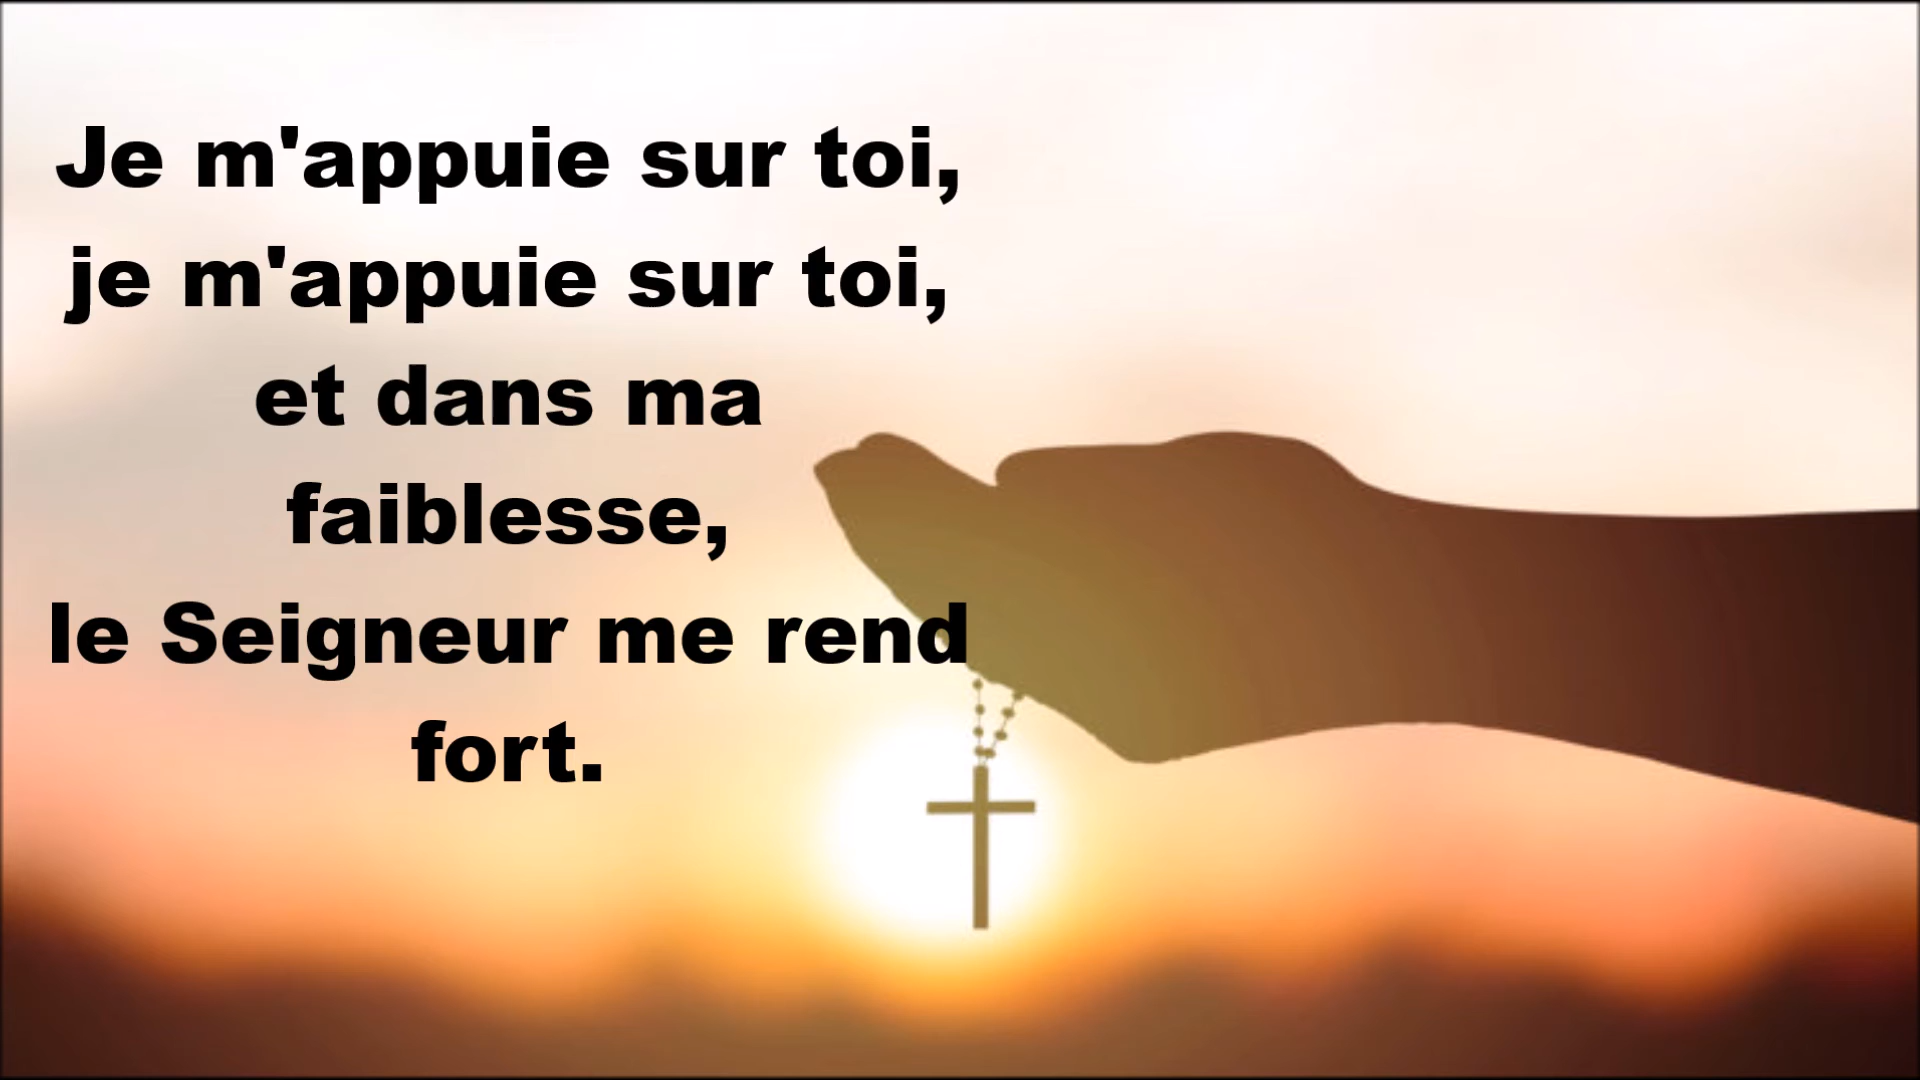 Je m'appuie sur toi,
je m'appuie sur toi,
et dans ma
faiblesse,
le Seigneur me rend
fort.